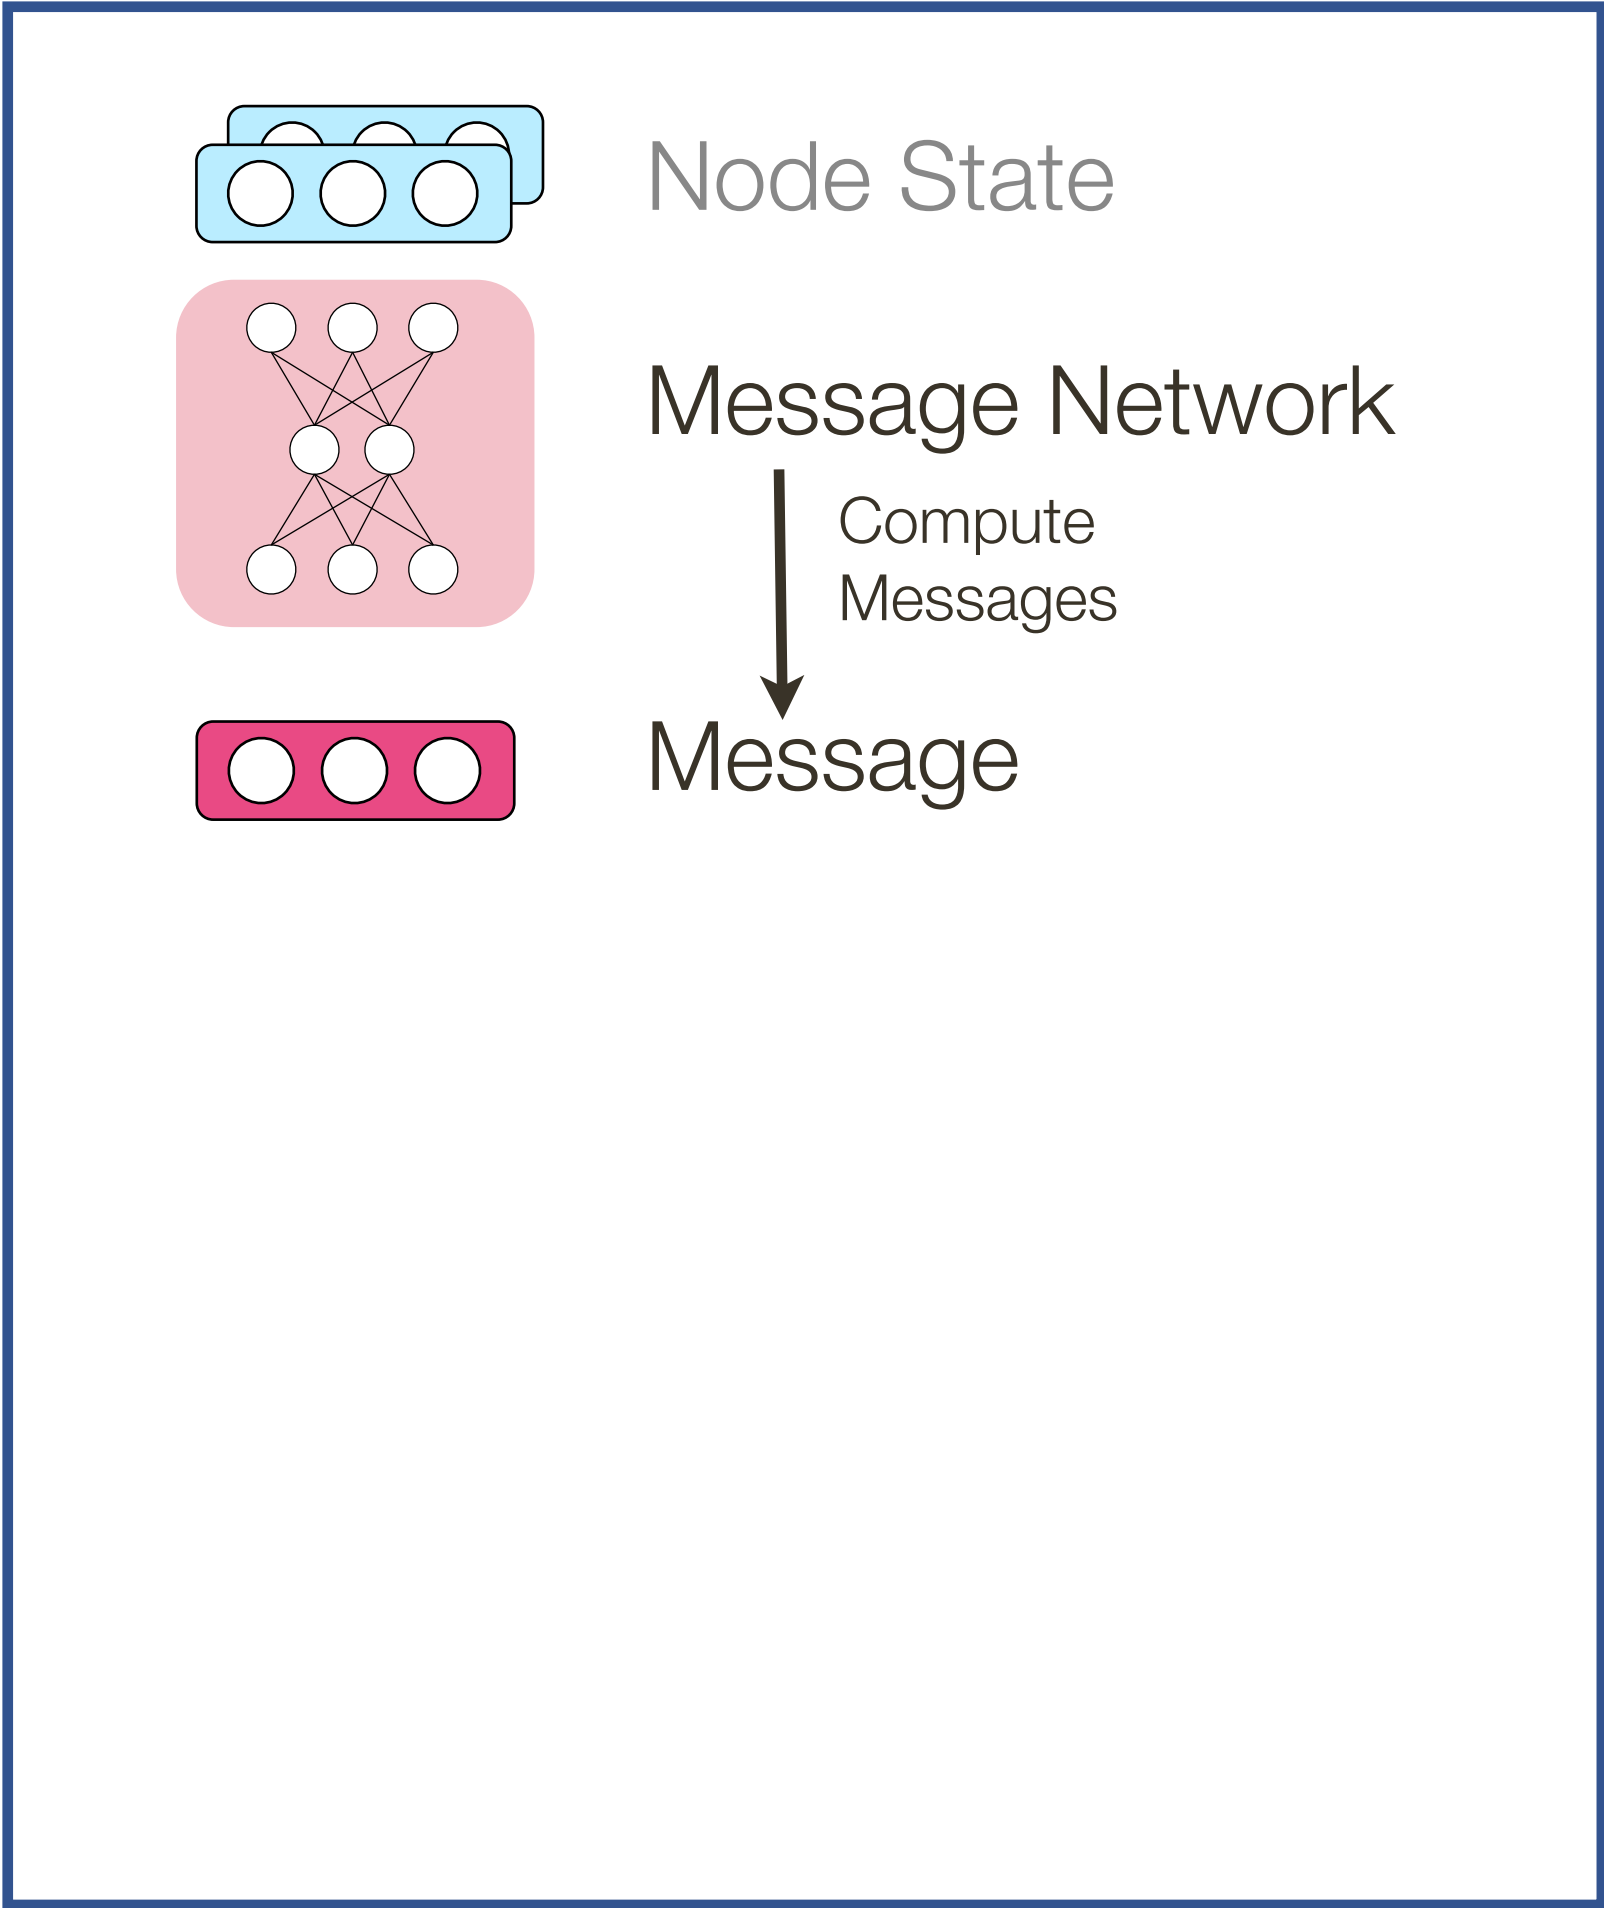 Node State
Message Network
Compute
Messages
Message